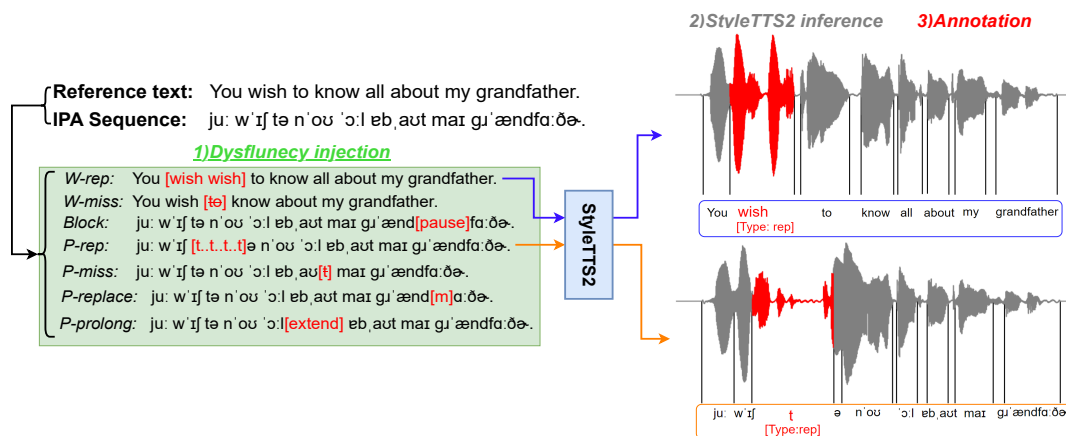 2)StyleTTS2 inference
3)Annotation
Reference text: You wish to know all about my grandfather.
IPA Sequence: juː wˈɪʃ tə nˈoʊ ˈɔːl ɐbˌaʊt maɪ ɡɹˈændfɑːðɚ.
1)Dysflunecy injection
W-rep: You [wish wish] to know all about my grandfather.
W-miss: You wish [to] know about my grandfather.
Block: juː wˈɪʃ tə nˈoʊ ˈɔːl ɐbˌaʊt maɪ ɡɹˈænd[pause]fɑːðɚ.
P-rep: juː wˈɪʃ [t..t..t..t]ə nˈoʊ ˈɔːl ɐbˌaʊt maɪ ɡɹˈændfɑːðɚ.
P-miss: juː wˈɪʃ tə nˈoʊ ˈɔːl ɐbˌaʊ[t] maɪ ɡɹˈændfɑːðɚ.
P-replace: juː wˈɪʃ tə nˈoʊ ˈɔːl ɐbˌaʊt maɪ ɡɹˈænd[m]ɑːðɚ.
P-prolong: juː wˈɪʃ tə nˈoʊ ˈɔːl[extend] ɐbˌaʊt maɪ ɡɹˈændfɑːðɚ.
StyleTTS2
You wish to know all about my grandfather
[Type: rep]
juː wˈɪʃ t ə nˈoʊ ˈɔːl ɐbˌaʊt maɪ ɡɹˈændfɑːðɚ
[Type:rep]